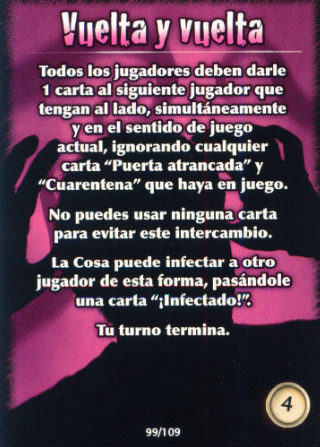 Vuelta y vuelta
Todos los jugadores deben darle
1 carta al siguiente jugador que
tengan al lado, simultáneamente
y en el sentido de juego
actual, ignorando cualquier
carta “Puerta atrancada” y
“Cuarentena” que haya en juego.
No puedes usar ninguna carta
para evitar este intercambio.
La Cosa puede infectar a otro
jugador de esta forma, pasándole
una carta “¡Infectado!”.
Tu turno termina.
4
99/109